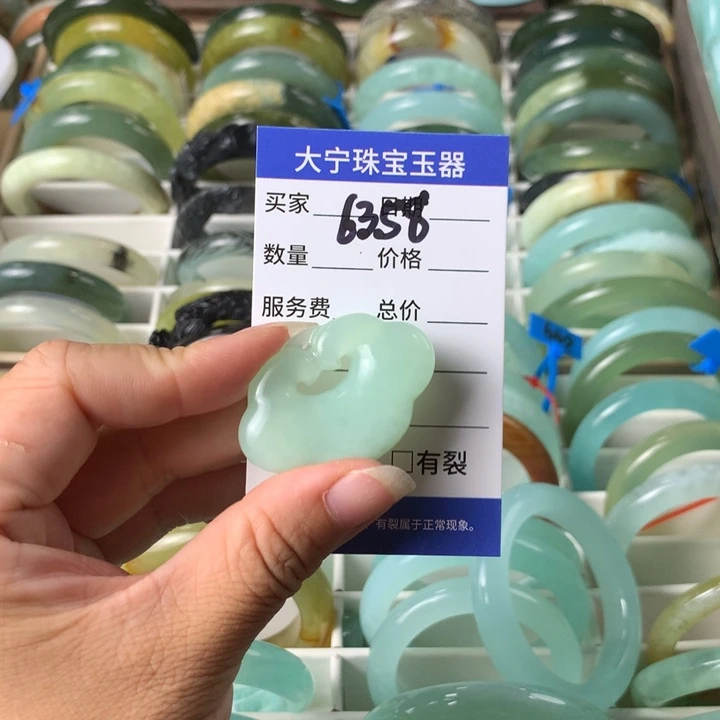 大宁珠宝玉器
买家 日期
6358
数量 价格
服务费 总价
□有裂
有裂属于正常现象。